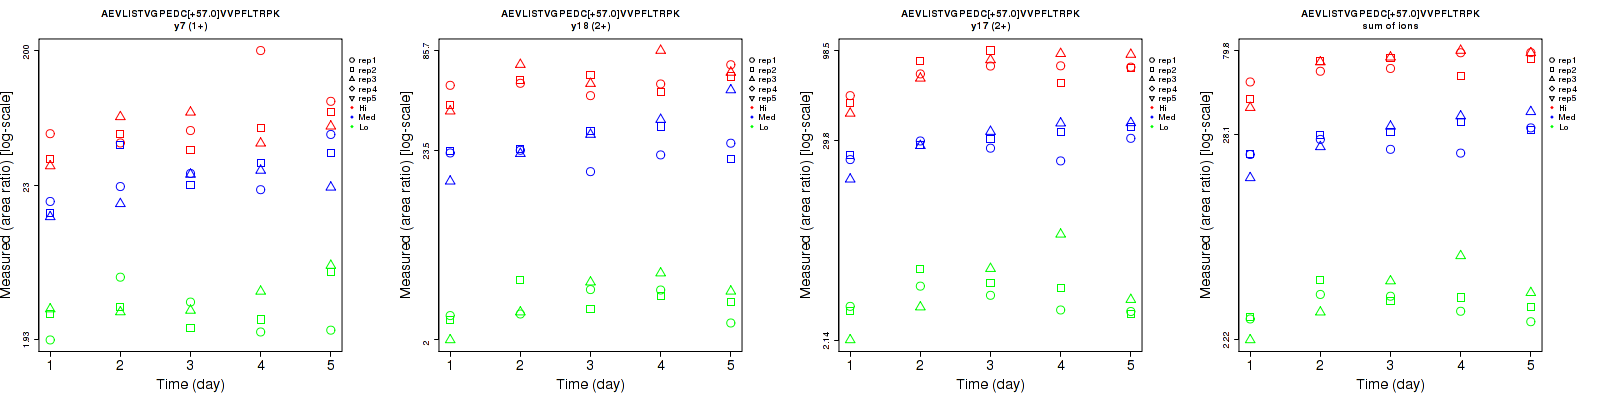 AEVLISTVGPEDC[+57.0]VVPFLTRPK
y7 (1+)
Measured (area ratio) [log-scale]
200
23
1.93
1 2 3 4 5
Time (day)
rep1
rep2
rep3
rep4
rep5
Hi
Med
Lo
AEVLISTVGPEDC[+57.0]VVPFLTRPK
y18 (2+)
Measured (area ratio) [log-scale]
85.7
23.5
2
1 2 3 4 5
Time (day)
rep1
rep2
rep3
rep4
rep5
Hi
Med
Lo
AEVLISTVGPEDC[+57.0]VVPFLTRPK
y17 (2+)
Measured (area ratio) [log-scale]
98.5
29.8
2.14
1 2 3 4 5
Time (day)
rep1
rep2
rep3
rep4
rep5
Hi
Med
Lo
AEVLISTVGPEDC[+57.0]VVPFLTRPK
sum of ions
Measured (area ratio) [log-scale]
79.8
28.1
2.22
1 2 3 4 5
Time (day)
rep1
rep2
rep3
rep4
rep5
Hi
Med
Lo